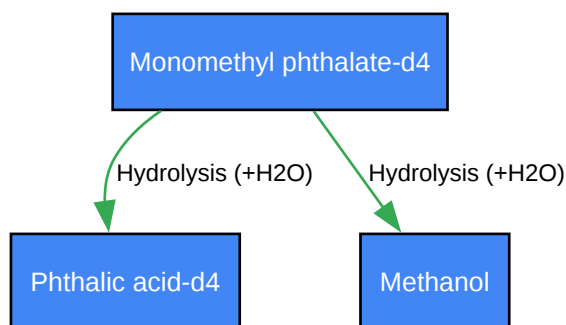 Monomethyl phthalate-d4
Hydrolysis (+H2O)
Hydrolysis (+H2O)
Phthalic acid-d4
Methanol